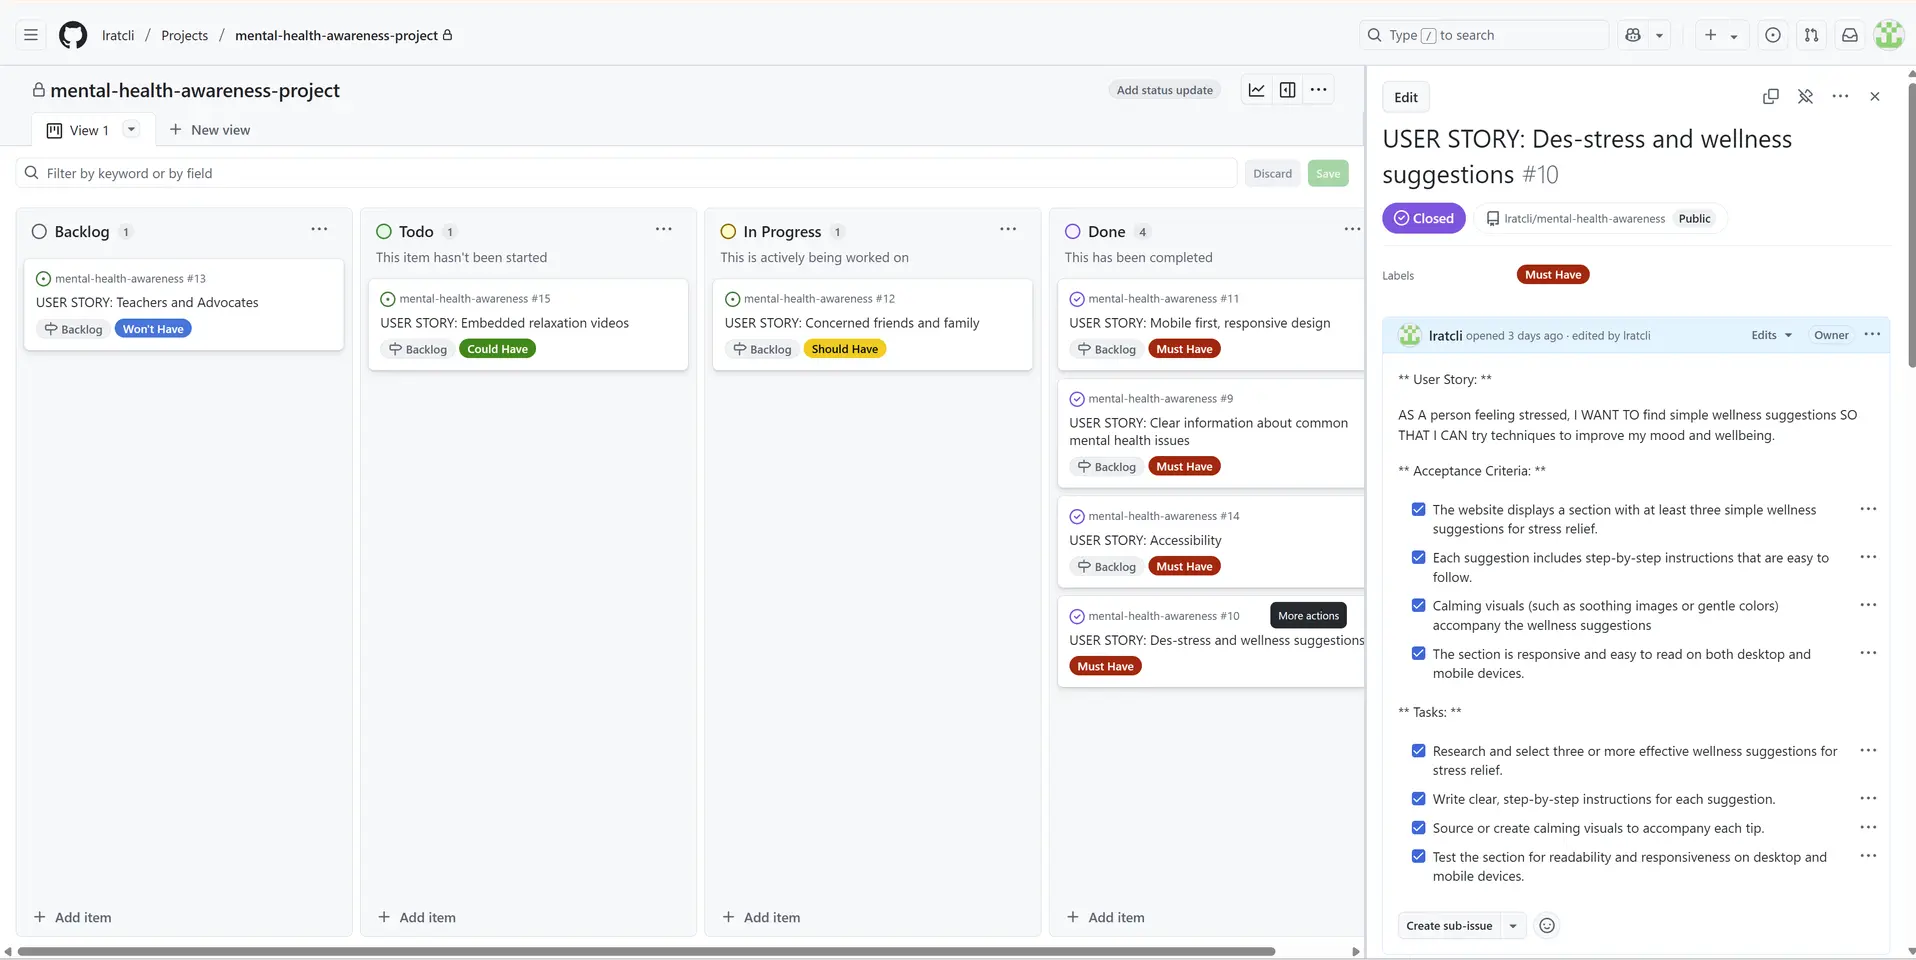 Iratcli / Projects / mental-health-awareness-project
Type / to search
mental-health-awareness-project
Add status update
View 1
New view
Filter by keyword or by field
Discard
Save
Backlog 1
mental-health-awareness #13
USER STORY: Teachers and Advocates
Backlog
Won't Have
Add item
Todo 1
This item hasn't been started
mental-health-awareness #15
USER STORY: Embedded relaxation videos
Backlog
Could Have
Add item
In Progress 1
This is actively being worked on
mental-health-awareness #12
USER STORY: Concerned friends and family
Backlog
Should Have
Add item
Done 4
This has been completed
mental-health-awareness #11
USER STORY: Mobile first, responsive design
Backlog
Must Have
mental-health-awareness #9
USER STORY: Clear information about common
mental health issues
Backlog
Must Have
mental-health-awareness #14
USER STORY: Accessibility
Backlog
Must Have
mental-health-awareness #10
More actions
USER STORY: Des-stress and wellness suggestions
Must Have
Add item
Edit
USER STORY: Des-stress and wellness
suggestions #10
Closed
Iratcli/mental-health-awareness
Public
Labels
Must Have
Iratcli opened 3 days ago · edited by Iratcli
Edits
Owner
** User Story: **
AS A person feeling stressed, I WANT TO find simple wellness suggestions SO
THAT I CAN try techniques to improve my mood and wellbeing.
** Acceptance Criteria: **
The website displays a section with at least three simple wellness
suggestions for stress relief.
Each suggestion includes step-by-step instructions that are easy to
follow.
Calming visuals (such as soothing images or gentle colors)
accompany the wellness suggestions
The section is responsive and easy to read on both desktop and
mobile devices.
** Tasks: **
Research and select three or more effective wellness suggestions for
stress relief.
Write clear, step-by-step instructions for each suggestion.
Source or create calming visuals to accompany each tip.
Test the section for readability and responsiveness on desktop and
mobile devices.
Create sub-issue